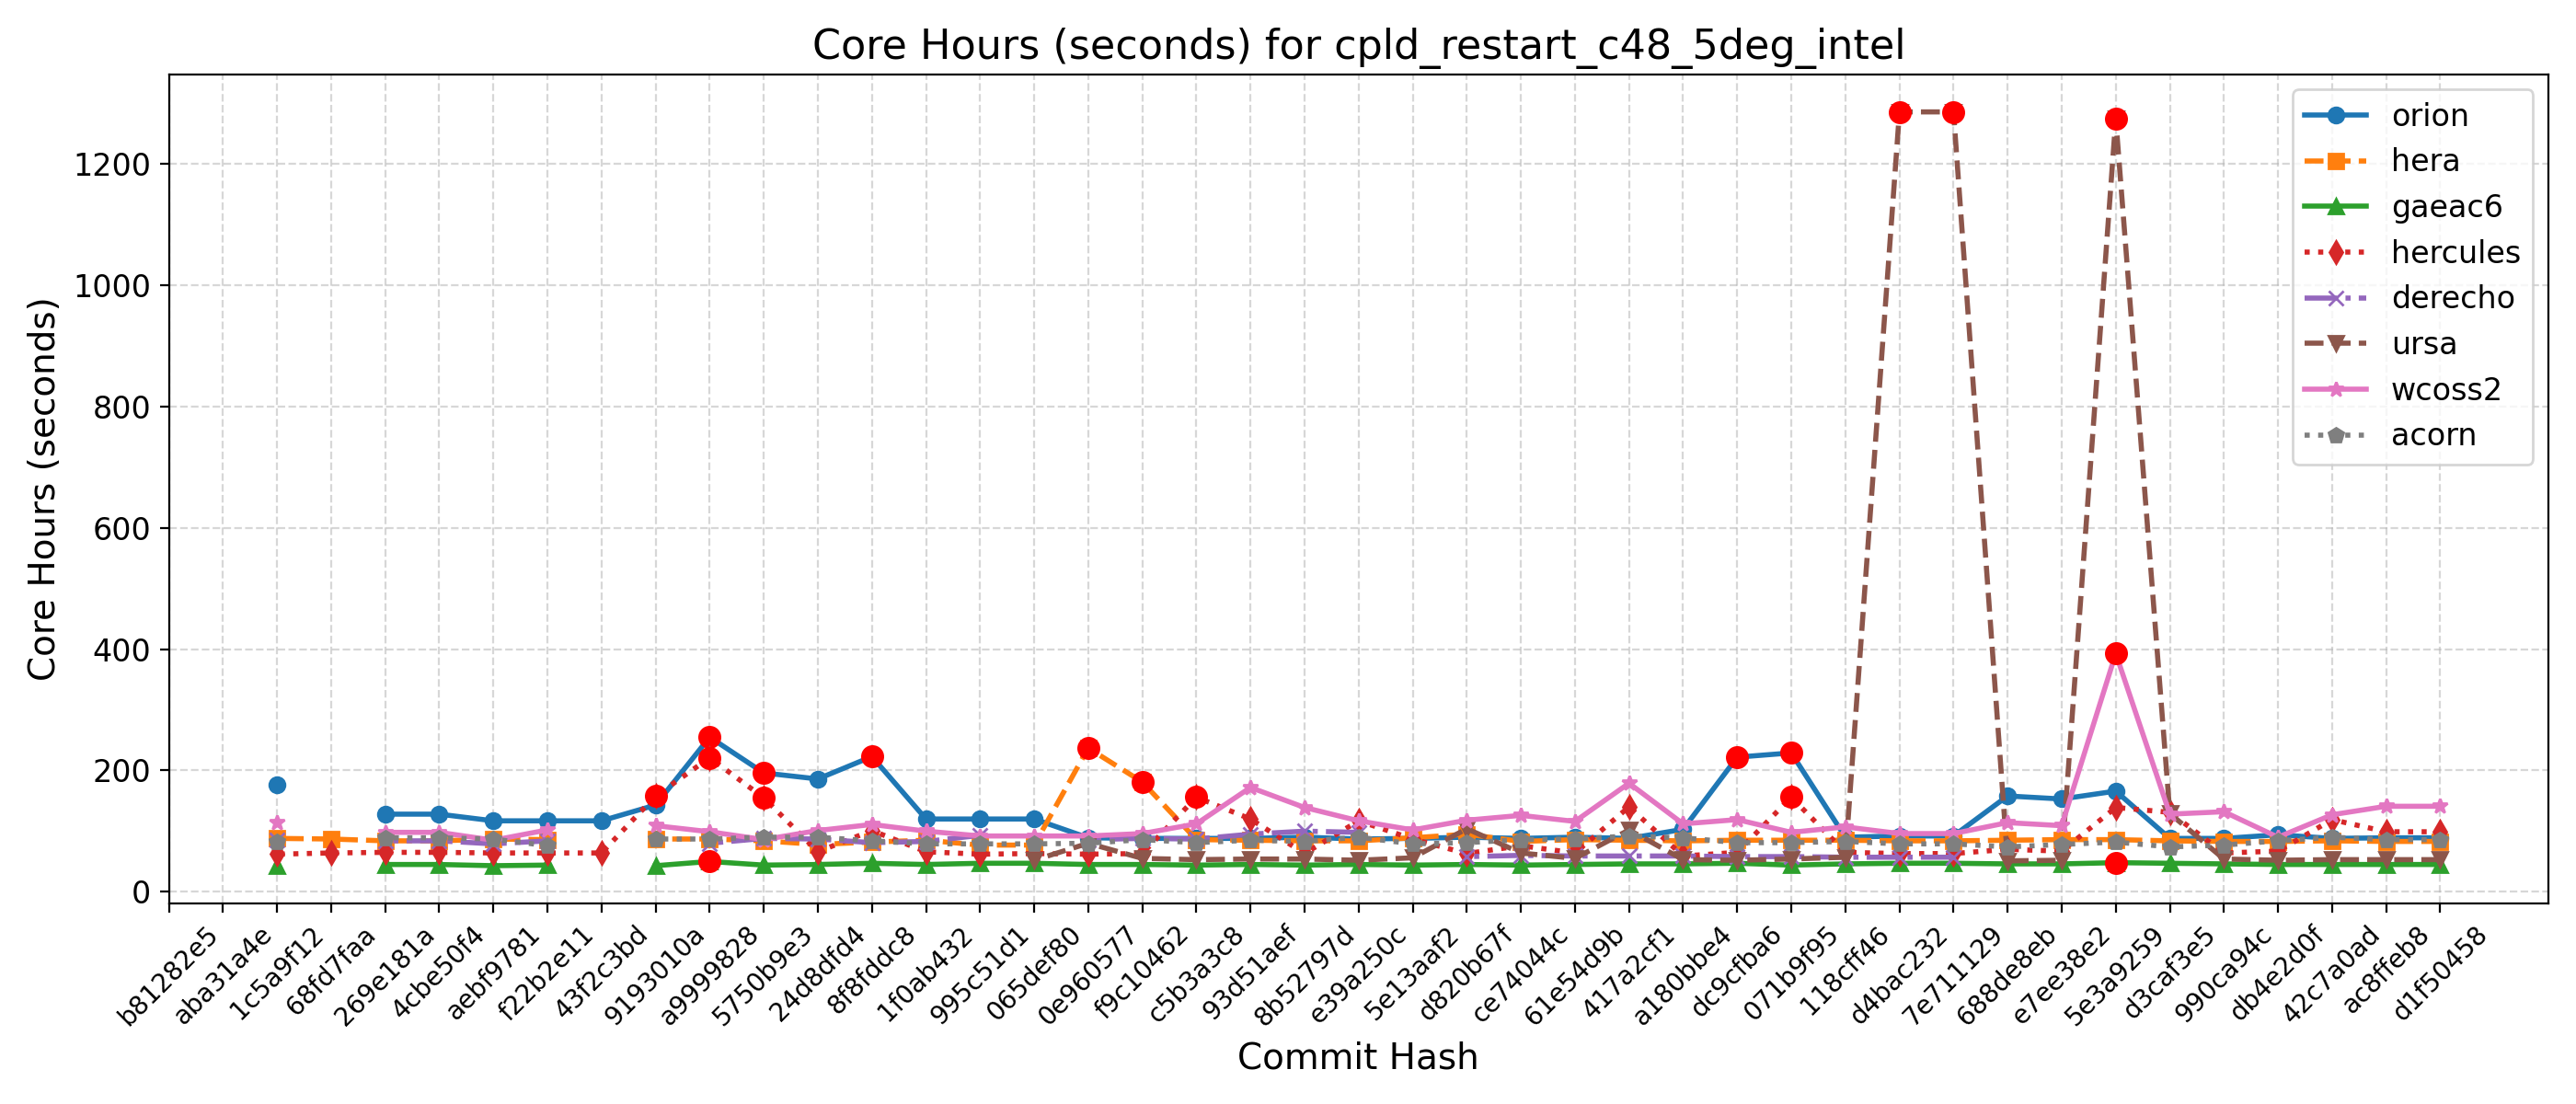 Core Hours (seconds) for cpld_restart_c48_5deg_intel
Core Hours (seconds)
1200
1000
800
600
400
200
0
orion
hera
gaeac6
hercules
derecho
ursa
wcoss2
acorn
b81282e5
aba31a4e
1c5a9f12
68fd7faa
269e181a
4cbe50f4
aebf9781
f22b2e11
43f2c3bd
9193010a
a9999828
5750b9e3
24d8dfd4
8f8fddc8
1f0ab432
995c51d1
065def80
0e960577
f9c10462
c5b3a3c8
93d51aef
8b52797d
e39a250c
5e13aaf2
d820b67f
ce74044c
61e54d9b
417a2cf1
a180bbe4
dc9cfba6
071b9f95
118cff46
d4bac232
7e711129
688de8eb
e7ee38e2
5e3a9259
d3caf3e5
990ca94c
db4e2d0f
42c7a0ad
ac8ffeb8
d1f50458
Commit Hash